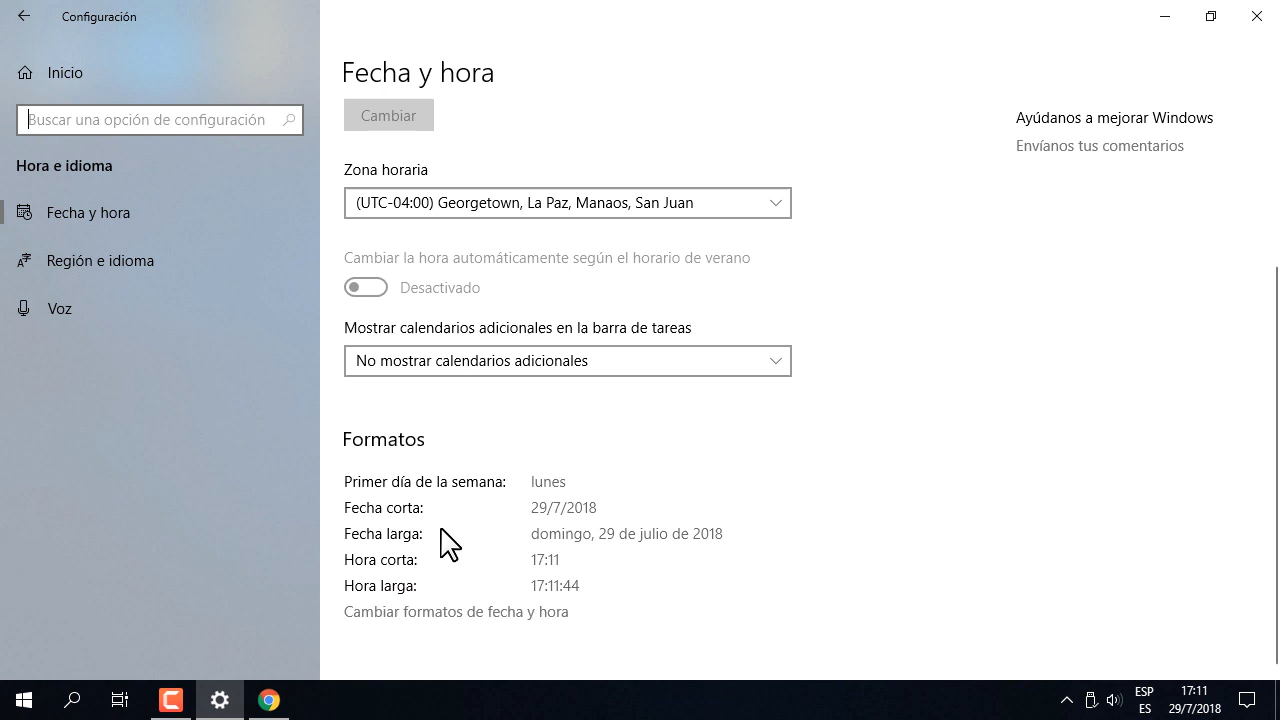 Configuración
Inicio
Buscar una opción de configuración
Hora e idioma
Fecha y hora
Región e idioma
Voz
Fecha y hora
Cambiar
Zona horaria
(UTC-04:00) Georgetown, La Paz, Manaos, San Juan
Cambiar la hora automáticamente según el horario de verano
Desactivado
Mostrar calendarios adicionales en la barra de tareas
No mostrar calendarios adicionales
Formatos
Primer día de la semana: lunes
Fecha corta: 29/7/2018
Fecha larga: domingo, 29 de julio de 2018
Hora corta: 17:11
Hora larga: 17:11:44
Cambiar formatos de fecha y hora
Ayúdanos a mejorar Windows
Envíanos tus comentarios
ESP
ES
17:11
29/7/2018